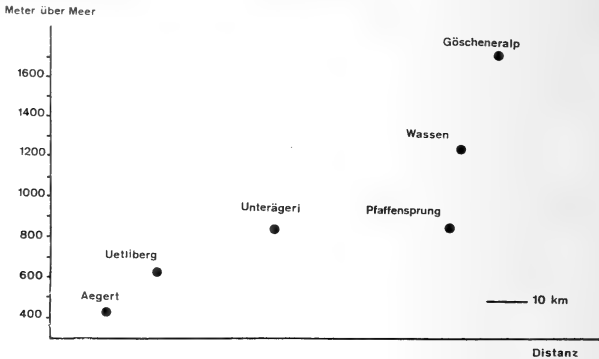 Meter über Meer
Göscheneralp
1600
1400
Wassen
1200
1000
Unterägeri
Pfaffensprung
800
Uetliberg
600
Aegert
10 km
400
Distanz